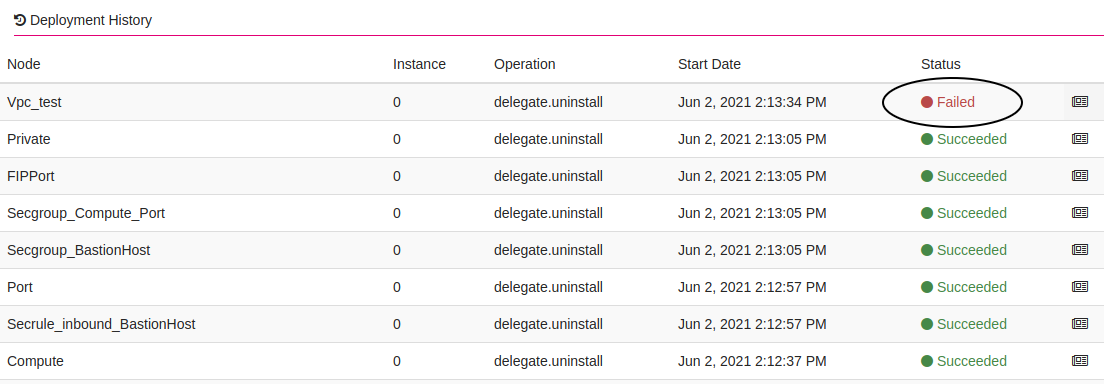 Deployment History
Node Instance Operation Start Date Status
Vpc_test 0 delegate.uninstall Jun 2, 2021 2:13:34 PM Failed
Private 0 delegate.uninstall Jun 2, 2021 2:13:05 PM Succeeded
FIPPort 0 delegate.uninstall Jun 2, 2021 2:13:05 PM Succeeded
Secgroup_Compute_Port 0 delegate.uninstall Jun 2, 2021 2:13:05 PM Succeeded
Secgroup_BastionHost 0 delegate.uninstall Jun 2, 2021 2:13:05 PM Succeeded
Port 0 delegate.uninstall Jun 2, 2021 2:12:57 PM Succeeded
Secrule_inbound_BastionHost 0 delegate.uninstall Jun 2, 2021 2:12:57 PM Succeeded
Compute 0 delegate.uninstall Jun 2, 2021 2:12:37 PM Succeeded